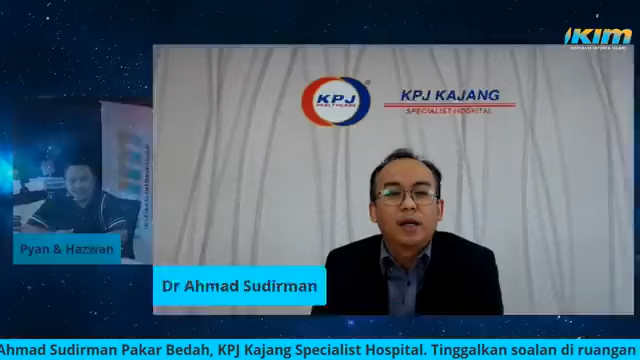 IKIM
KPJ
HEALTHCARE
®
KPJ KAJANG
SPECIALIST HOSPITAL
Pyan & Hazwan
Dr Ahmad Sudirman
Ahmad Sudirman Pakar Bedah, KPJ Kajang Specialist Hospital. Tinggalkan soalan di ruangan